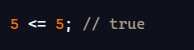 5 <= 5; // true